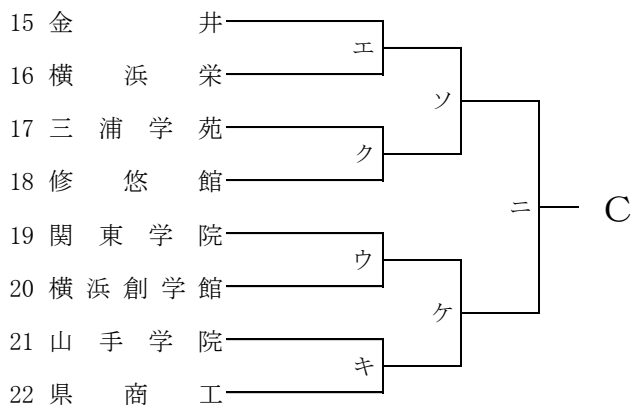 15 金井
エ
16 横浜栄
ソ
17 三浦学苑
ク
18 修悠館
ニ C
19 関東学院
ウ
20 横浜創学館
ケ
21 山手学院
キ
22 県商工